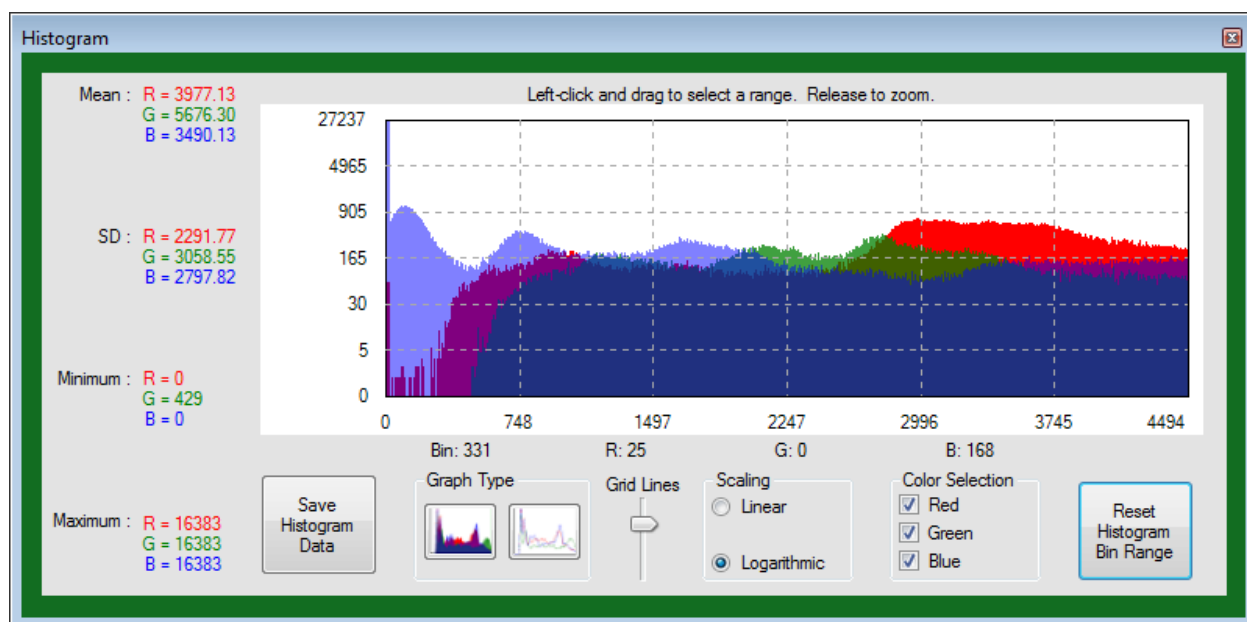 Histogram
Left-click and drag to select a range. Release to zoom.
Mean : R = 3977.13
G = 5676.30
B = 3490.13
SD : R = 2291.77
G = 3058.55
B = 2797.82
Minimum : R = 0
G = 429
B = 0
Maximum : R = 16383
G = 16383
B = 16383
27237
4965
905
165
30
5
0
0 748 1497 2247 2996 3745 4494
Bin: 331 R: 25 G: 0 B: 168
Save
Histogram
Data
Graph Type
Grid Lines
Scaling
Linear
Logarithmic
Color Selection
Red
Green
Blue
Reset
Histogram
Bin Range